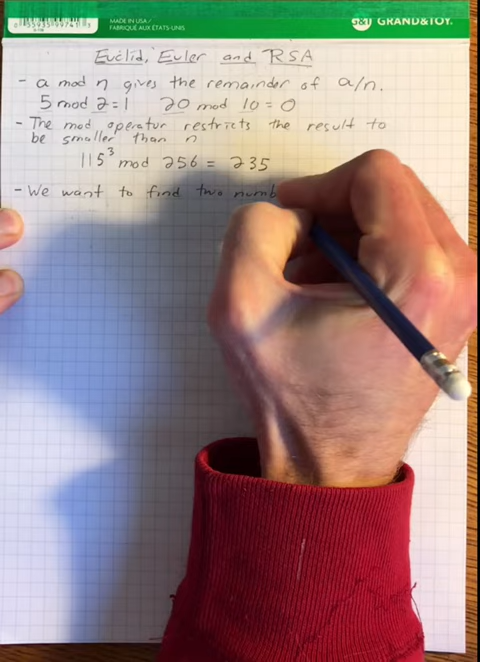 MADE IN USA /
FABRIQUÉ AUX ÉTATS-UNIS
G&T GRAND&TOY.
Euclid, Euler and RSA
- a mod n gives the remainder of a/n.
5 mod 2 = 1 20 mod 10 = 0
- The mod operator restricts the result to
be smaller than n
115³ mod 256 = 235
- We want to find two numb